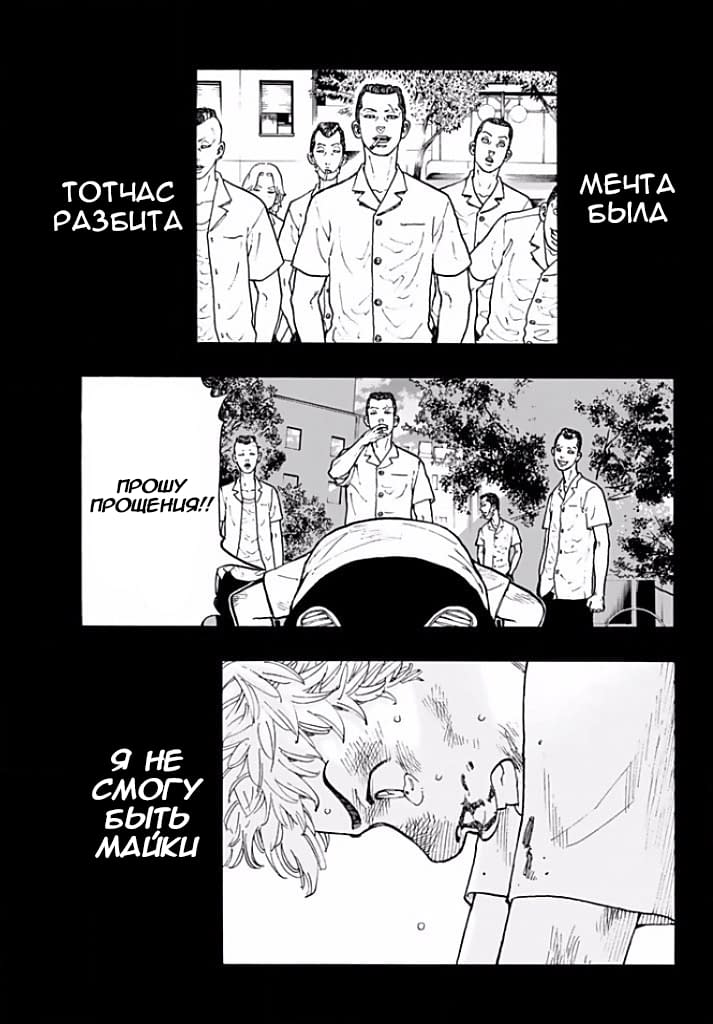 МЕЧТА
БЫЛА
ТОТЧАС
РАЗБИТА
ПРОШУ
ПРОЩЕНИЯ!!
Я НЕ
СМОГУ
БЫТЬ
МАЙКИ